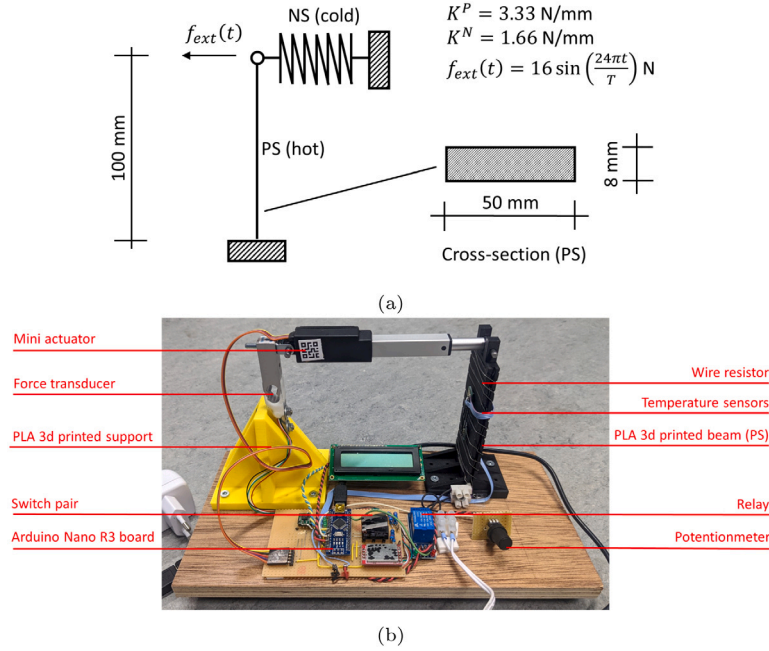 NS (cold)
f_ext(t)
K^P = 3.33 N/mm
K^N = 1.66 N/mm
f_ext(t) = 16 sin (24πt/T) N
100 mm
PS (hot)
8 mm
50 mm
Cross-section (PS)
(a)
Mini actuator
Force transducer
PLA 3d printed support
Switch pair
Arduino Nano R3 board
Wire resistor
Temperature sensors
PLA 3d printed beam (PS)
Relay
Potentionmeter
(b)